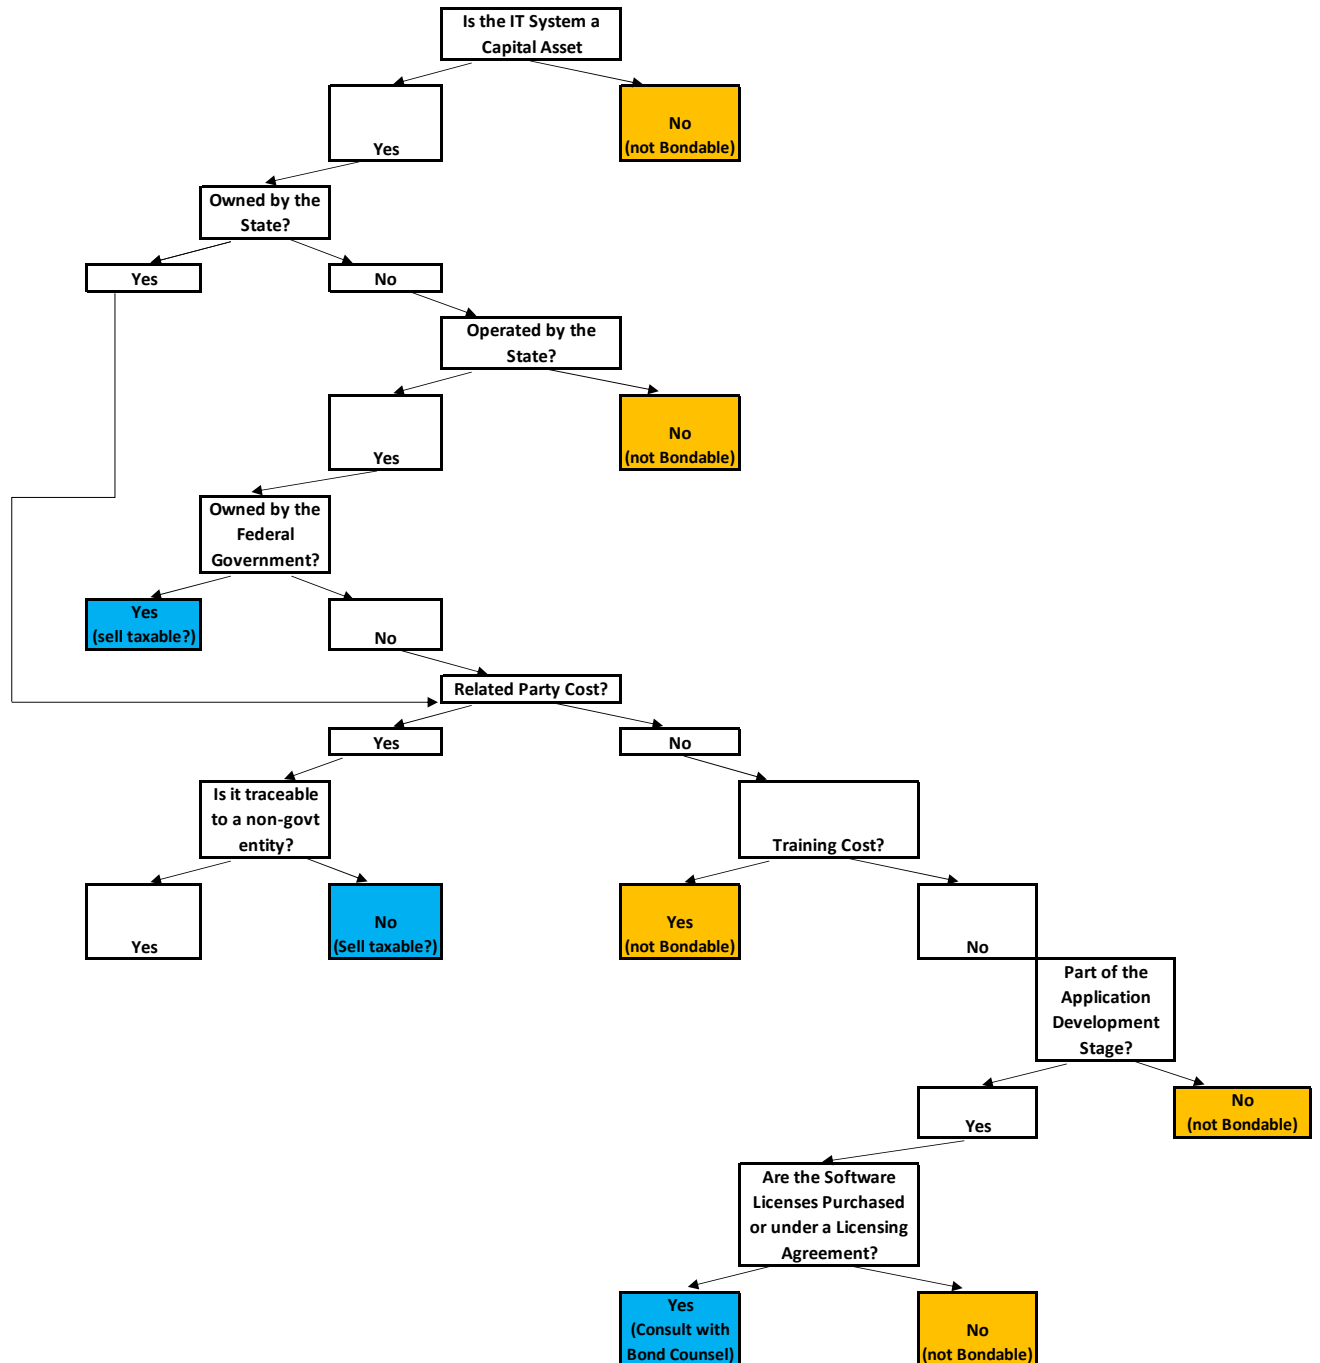 Is the IT System a
Capital Asset
Yes
No
(not Bondable)
Owned by the
State?
Yes
No
Operated by the
State?
Yes
No
(not Bondable)
Owned by the
Federal
Government?
Yes
(sell taxable?)
No
Related Party Cost?
Yes
No
Is it traceable
to a non-govt
entity?
Training Cost?
Yes
No
(Sell taxable?)
Yes
(not Bondable)
No
Part of the
Application
Development
Stage?
Yes
No
(not Bondable)
Are the Software
Licenses Purchased
or under a Licensing
Agreement?
Yes
(Consult with
Bond Counsel)
No
(not Bondable)